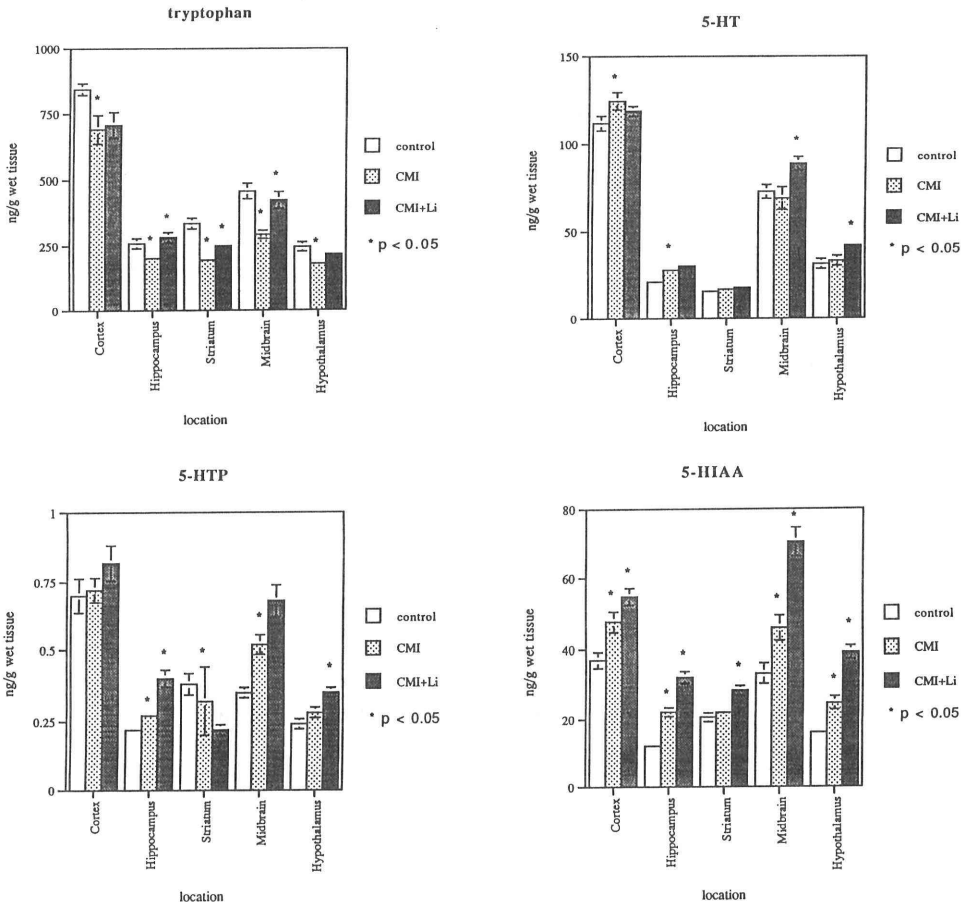 tryptophan
1000
750
500
250
0
ng/g wet tissue
*
*
*
*
*
*
*
*
Cortex
Hippocampus
Striatum
Midbrain
Hypothalamus
location
control
CMI
CMI+Li
* p < 0.05
5-HT
150
100
50
0
ng/g wet tissue
*
*
*
*
Cortex
Hippocampus
Striatum
Midbrain
Hypothalamus
location
control
CMI
CMI+Li
* p < 0.05
5-HTP
1
0.75
0.5
0.25
0
ng/g wet tissue
*
*
*
*
*
Cortex
Hippocampus
Striatum
Midbrain
Hypothalamus
location
control
CMI
CMI+Li
* p < 0.05
5-HIAA
80
60
40
20
0
ng/g wet tissue
*
*
*
*
*
*
*
*
*
Cortex
Hippocampus
Striatum
Midbrain
Hypothalamus
location
control
CMI
CMI+Li
* p < 0.05